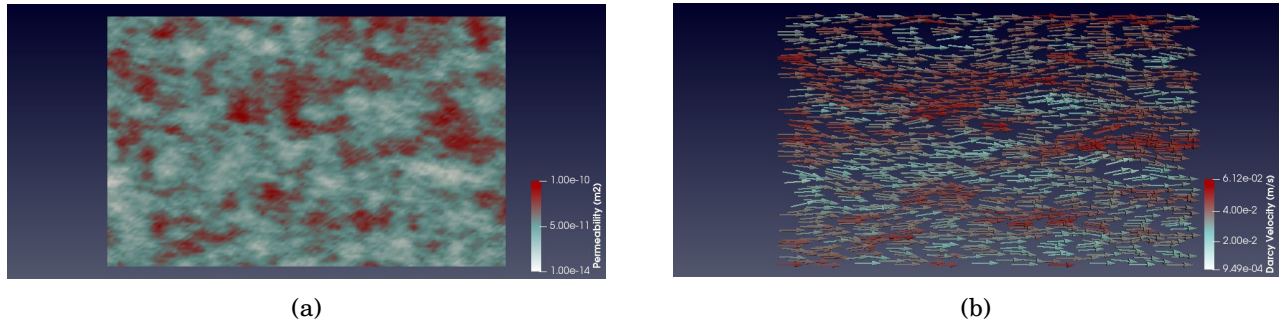 1.00e-10
5.00e-11
1.00e-14
Permeability (m2)
6.12e-02
4.00e-2
2.00e-2
9.49e-04
Darcy Velocity (m/s)
(a)
(b)